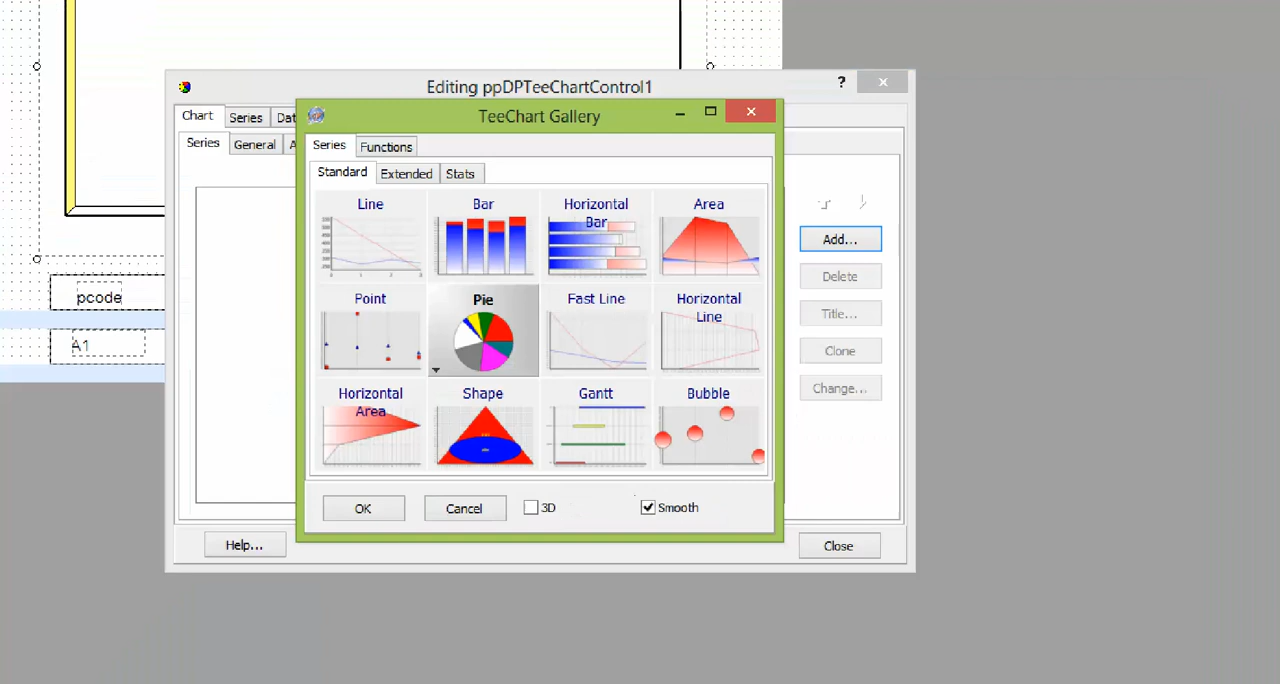 Editing ppDPTeeChartControl1
?
Chart Series Dat
Series General A
TeeChart Gallery
Series Functions
Standard Extended Stats
Line Bar Horizontal Bar Area
Point Pie Fast Line Horizontal Line
Horizontal Area Shape Gantt Bubble
OK Cancel 3D Smooth
Add...
Delete
Title...
Clone
Change...
Help... Close
pcode
A1